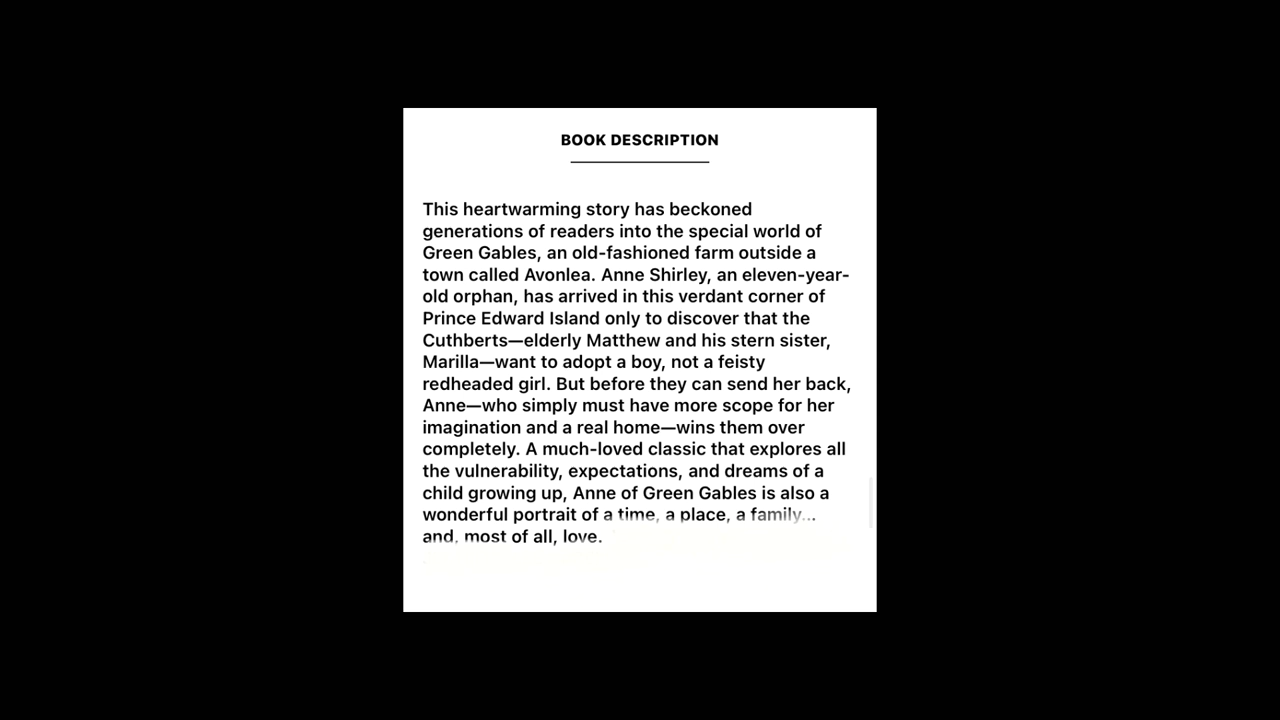 BOOK DESCRIPTION
This heartwarming story has beckoned
generations of readers into the special world of
Green Gables, an old-fashioned farm outside a
town called Avonlea. Anne Shirley, an eleven-year-
old orphan, has arrived in this verdant corner of
Prince Edward Island only to discover that the
Cuthberts—elderly Matthew and his stern sister,
Marilla—want to adopt a boy, not a feisty
redheaded girl. But before they can send her back,
Anne—who simply must have more scope for her
imagination and a real home—wins them over
completely. A much-loved classic that explores all
the vulnerability, expectations, and dreams of a
child growing up, Anne of Green Gables is also a
wonderful portrait of a time, a place, a family...
and, most of all, love.